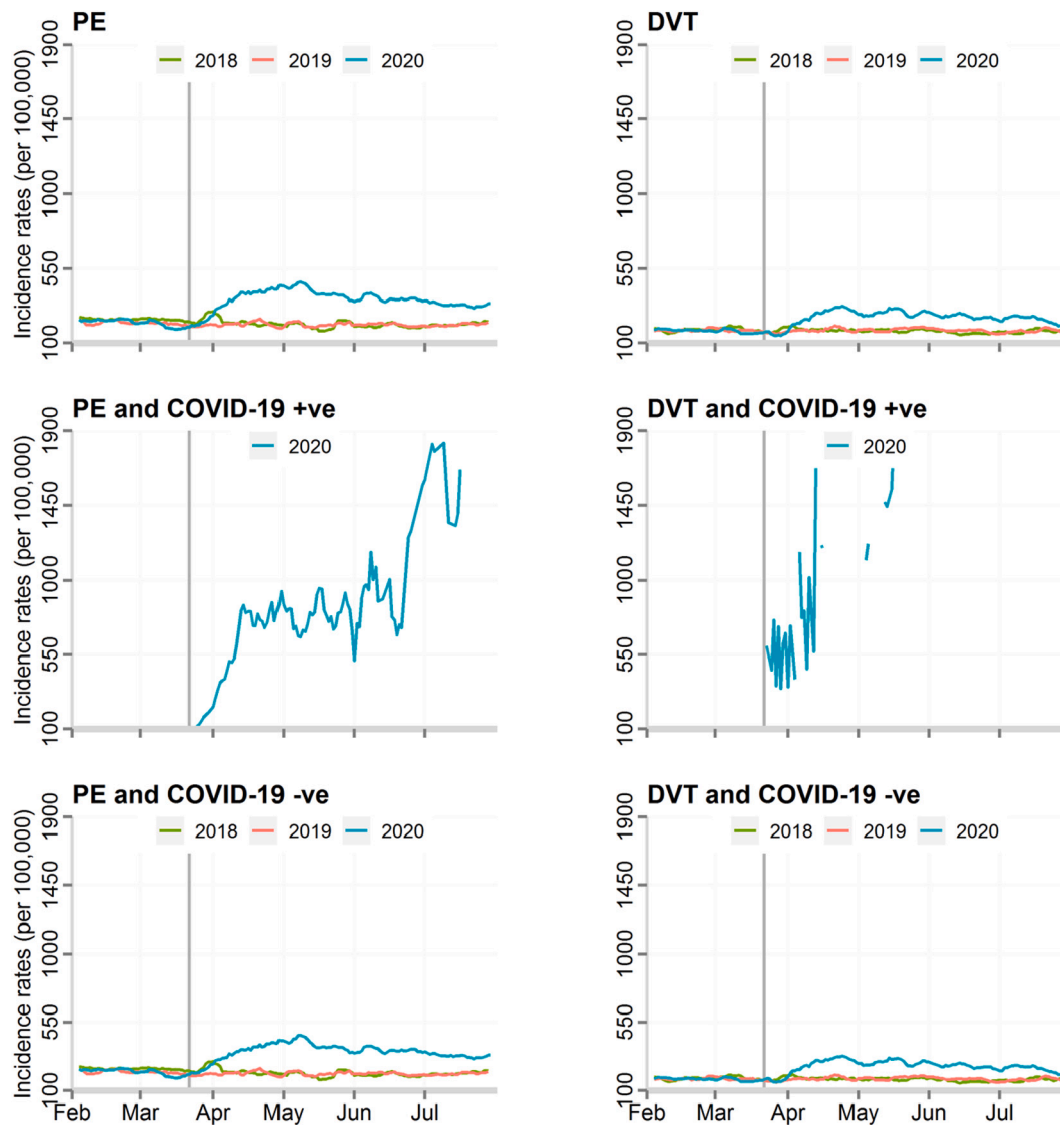 PE
2018 2019 2020
Incidence rates (per 100,000)
1900
1450
1000
550
100
DVT
2018 2019 2020
1900
1450
1000
550
100
PE and COVID-19 +ve
2020
Incidence rates (per 100,000)
1900
1450
1000
550
100
DVT and COVID-19 +ve
2020
1900
1450
1000
550
100
PE and COVID-19 -ve
2018 2019 2020
Incidence rates (per 100,000)
1900
1450
1000
550
100
Feb Mar Apr May Jun Jul
DVT and COVID-19 -ve
2018 2019 2020
1900
1450
1000
550
100
Feb Mar Apr May Jun Jul